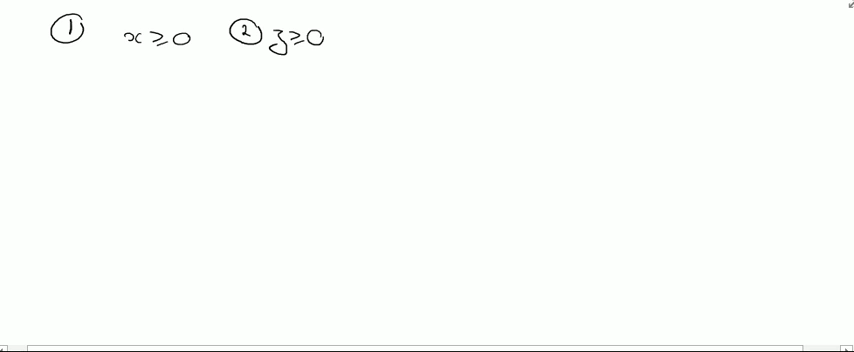 ① x ≥ 0 ② z ≥ 0